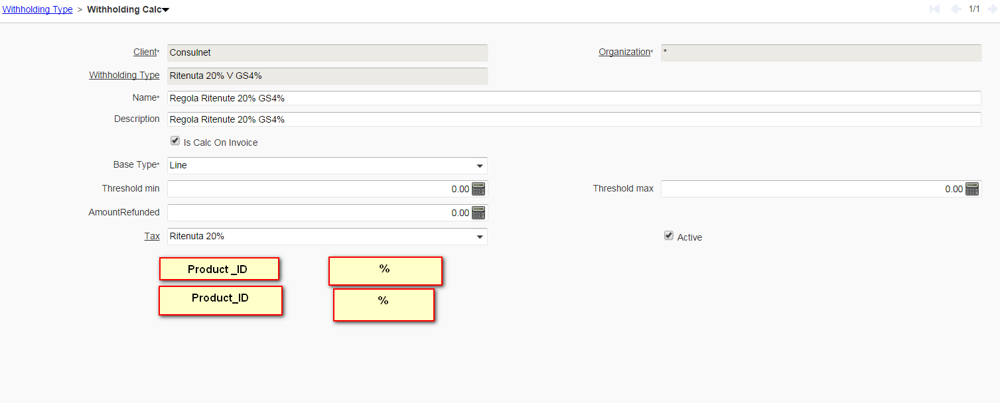 Withholding Type > Withholding Calc 1/1
Client* Consulnet Organization* *
Withholding Type Ritenuta 20% V GS4%
Name* Regola Ritenute 20% GS4%
Description Regola Ritenute 20% GS4%
Is Calc On Invoice
Base Type* Line
Threshold min 0.00 Threshold max 0.00
AmountRefunded 0.00
Tax Ritenuta 20% Active
Product _ID %
Product_ID %